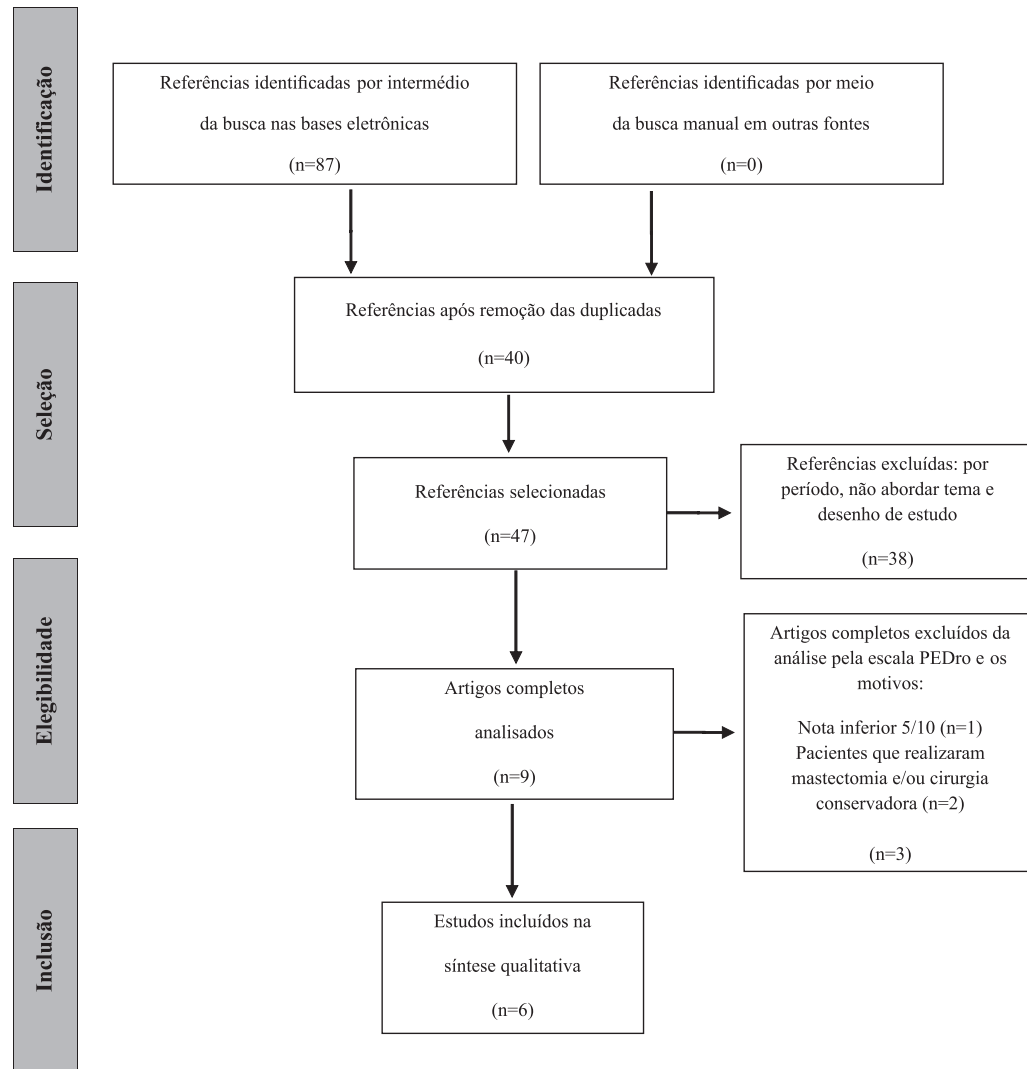 Identificação
Referências identificadas por intermédio
da busca nas bases eletrônicas
(n=87)
Referências identificadas por meio
da busca manual em outras fontes
(n=0)
Seleção
Referências após remoção das duplicadas
(n=40)
Referências selecionadas
(n=47)
Referências excluídas: por
período, não abordar tema e
desenho de estudo
(n=38)
Elegibilidade
Artigos completos
analisados
(n=9)
Artigos completos excluídos da
análise pela escala PEDro e os
motivos:
Nota inferior 5/10 (n=1)
Pacientes que realizaram
mastectomia e/ou cirurgia
conservadora (n=2)
(n=3)
Inclusão
Estudos incluídos na
síntese qualitativa
(n=6)